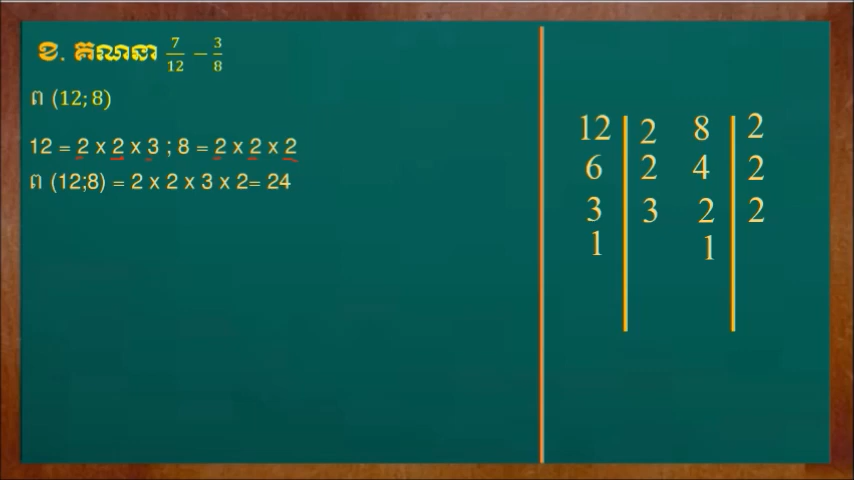 ខ. គណនា 7/12 − 3/8
ព (12; 8)
12 = 2 x 2 x 3 ; 8 = 2 x 2 x 2
ព (12;8) = 2 x 2 x 3 x 2= 24
12 2 8 2
6 2 4 2
3 3 2 2
1 1